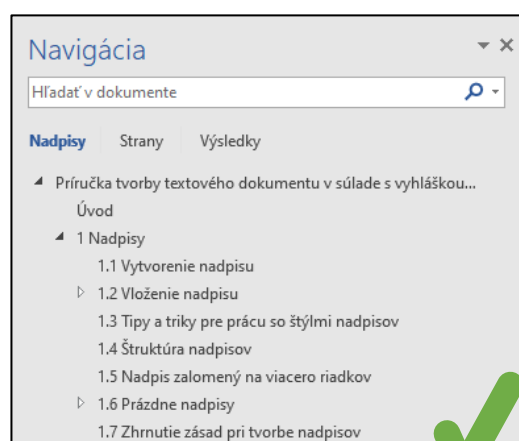 Navigácia
Hľadať v dokumente
Nadpisy Strany Výsledky
Príručka tvorby textového dokumentu v súlade s vyhláškou...
Úvod
1 Nadpisy
1.1 Vytvorenie nadpisu
1.2 Vloženie nadpisu
1.3 Tipy a triky pre prácu so štýlmi nadpisov
1.4 Štruktúra nadpisov
1.5 Nadpis zalomený na viacero riadkov
1.6 Prázdne nadpisy
1.7 Zhrnutie zásad pri tvorbe nadpisov